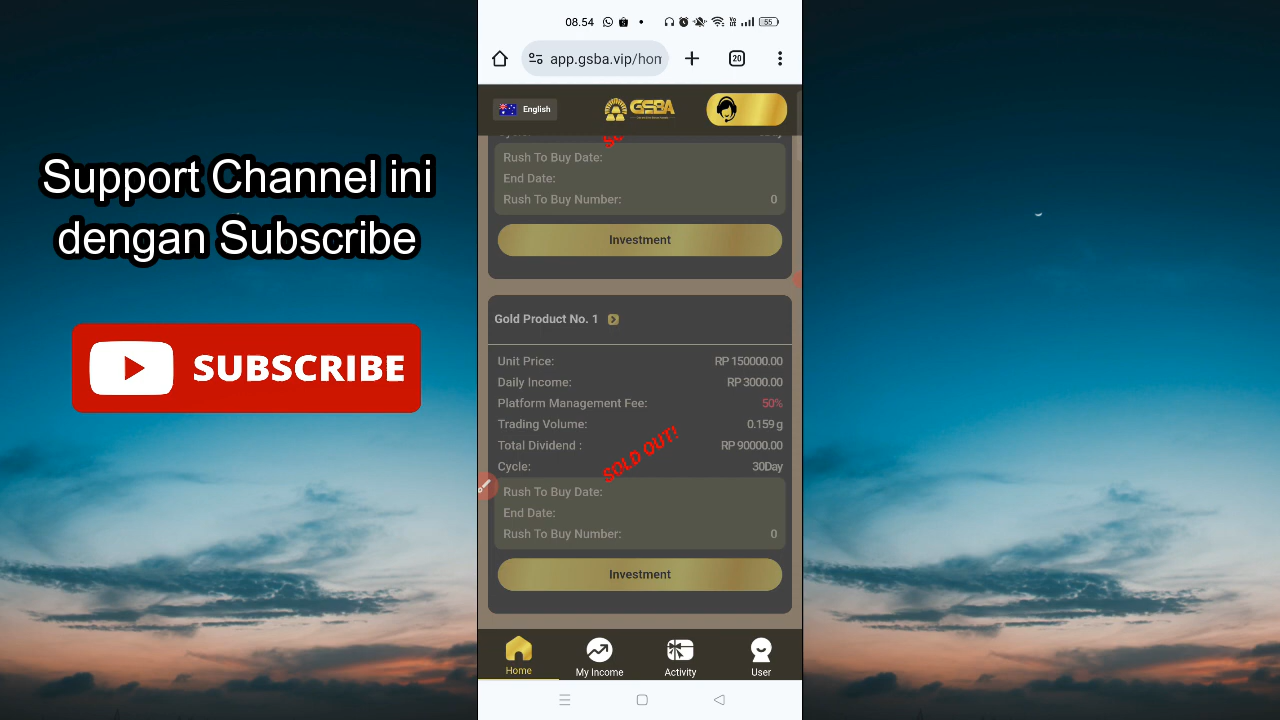 Support Channel ini
dengan Subscribe
SUBSCRIBE
08.54
55
app.gsba.vip/hom
20
English
GSBA
Rush To Buy Date:
End Date:
Rush To Buy Number: 0
Investment
Gold Product No. 1
Unit Price: RP 150000.00
Daily Income: RP 3000.00
Platform Management Fee: 50%
Trading Volume: 0.159 g
Total Dividend : RP 90000.00
SOLD OUT!
Cycle: 30Day
Rush To Buy Date:
End Date:
Rush To Buy Number: 0
Investment
Home My Income Activity User